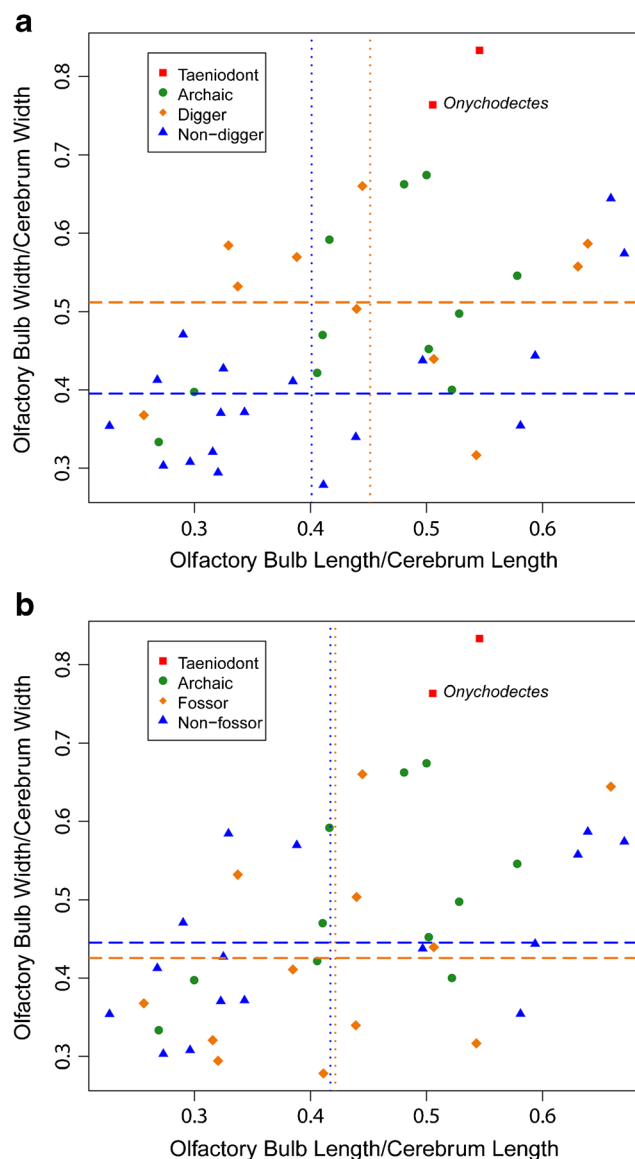 a
Taeniodont
Archaic
Digger
Non-digger
Onychodectes
Olfactory Bulb Width/Cerebrum Width
0.8
0.7
0.6
0.5
0.4
0.3
0.3 0.4 0.5 0.6
Olfactory Bulb Length/Cerebrum Length
b
Taeniodont
Archaic
Fossor
Non-fossor
Onychodectes
Olfactory Bulb Width/Cerebrum Width
0.8
0.7
0.6
0.5
0.4
0.3
0.3 0.4 0.5 0.6
Olfactory Bulb Length/Cerebrum Length